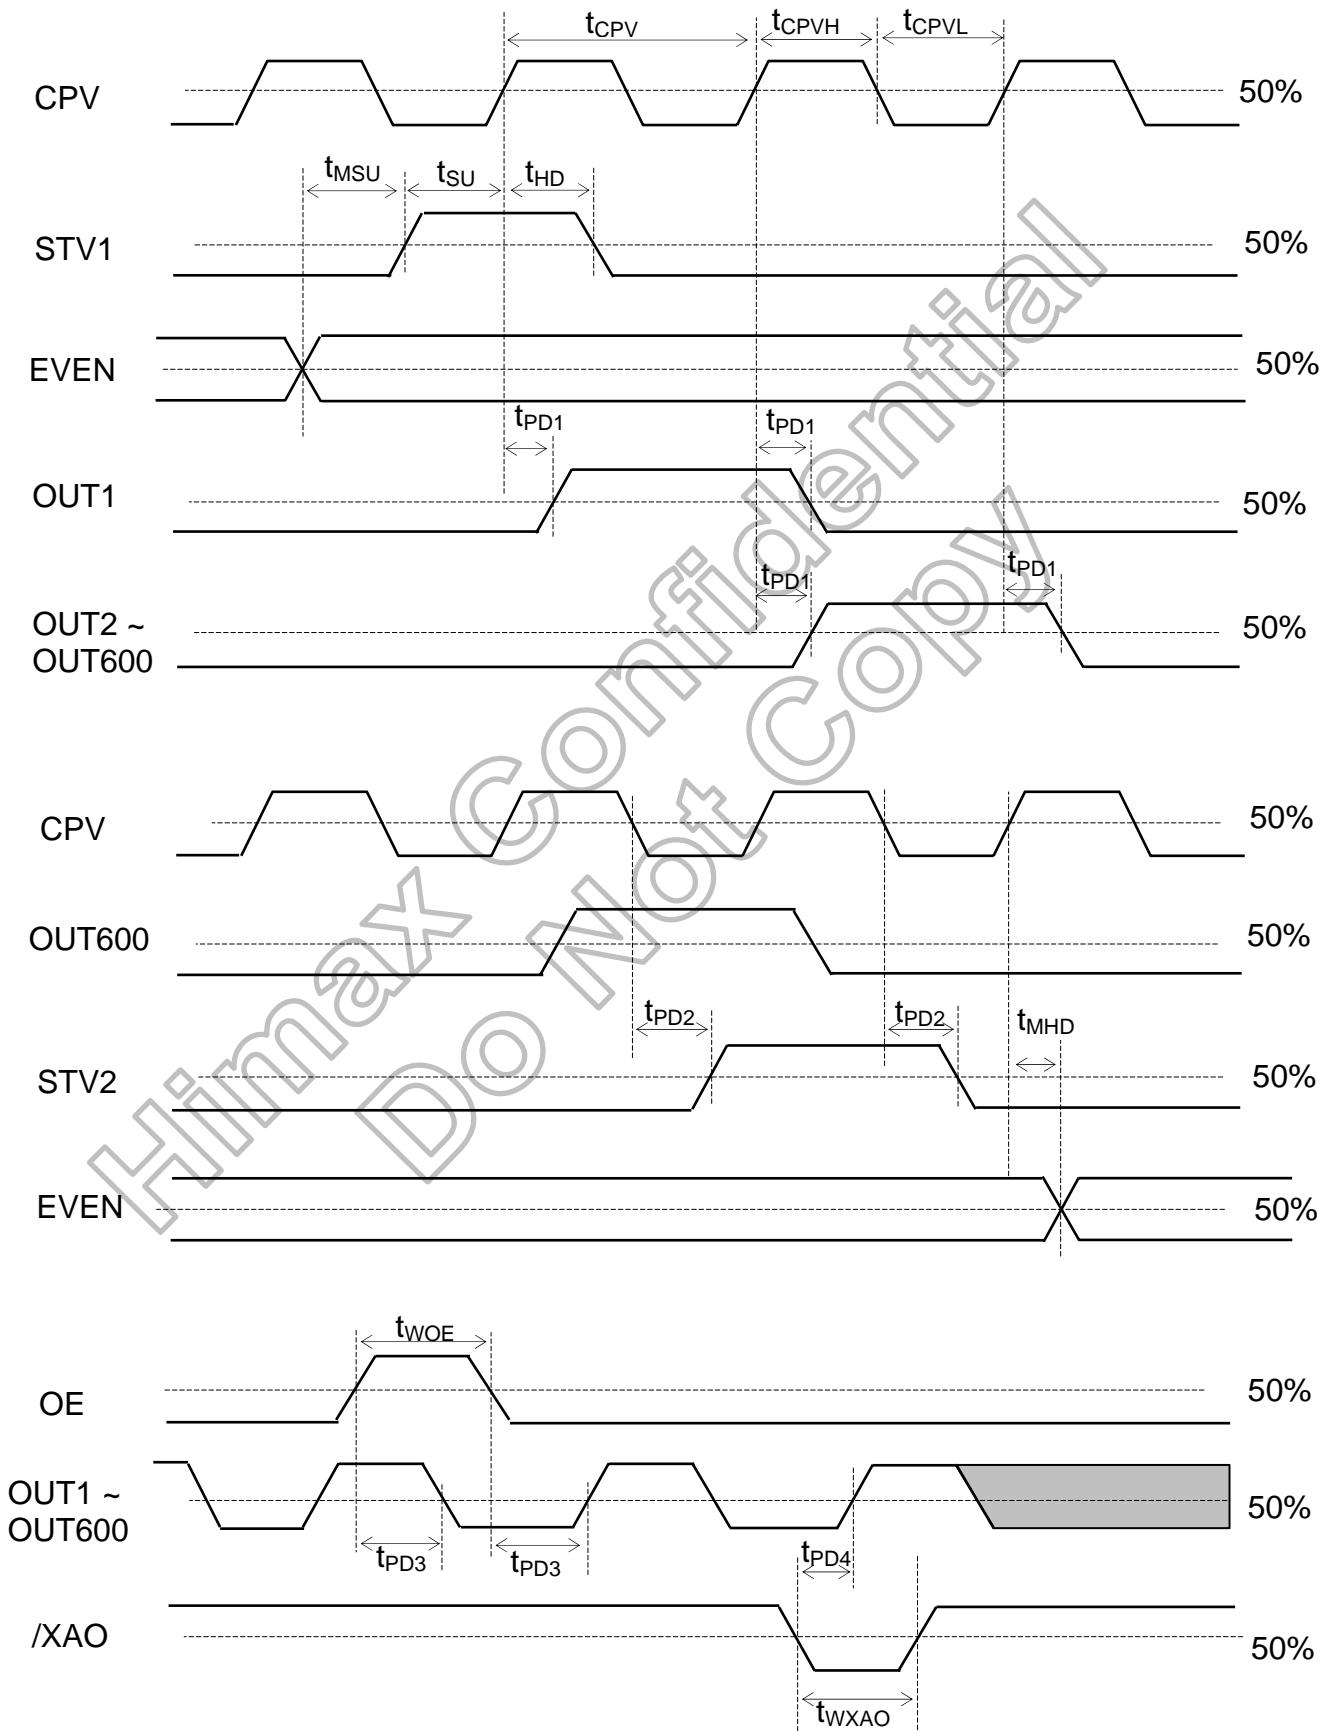 tCPV tCPVH tCPVL
CPV 50%
tMSU tSU tHD
STV1 50%
EVEN 50%
tPD1 tPD1
OUT1 50%
tPD1 tPD1
OUT2 ~
OUT600
50%
CPV 50%
OUT600 50%
tPD2 tPD2 tMHD
STV2 50%
EVEN 50%
tWOE
OE 50%
OUT1 ~
OUT600
50%
tPD3 tPD3 tPD4
/XAO 50%
tWXAO
Himax Confidential
Do Not Copy